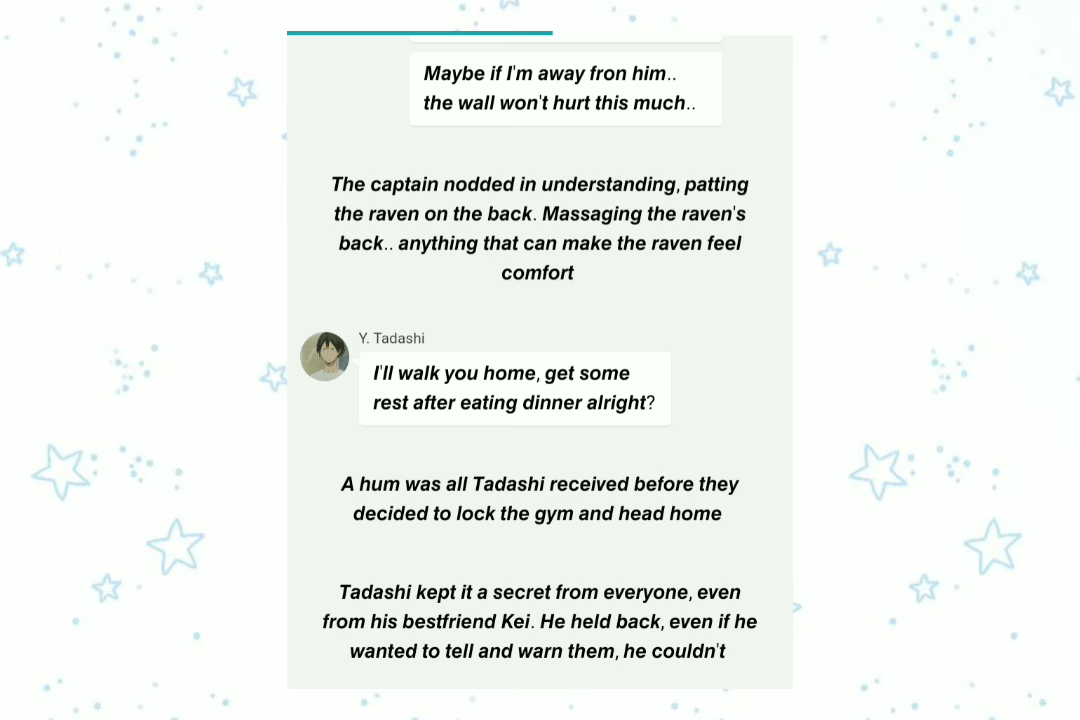 Maybe if I'm away fron him..
the wall won't hurt this much..
The captain nodded in understanding, patting
the raven on the back. Massaging the raven's
back.. anything that can make the raven feel
comfort
Y. Tadashi
I'll walk you home, get some
rest after eating dinner alright?
A hum was all Tadashi received before they
decided to lock the gym and head home
Tadashi kept it a secret from everyone, even
from his bestfriend Kei. He held back, even if he
wanted to tell and warn them, he couldn't